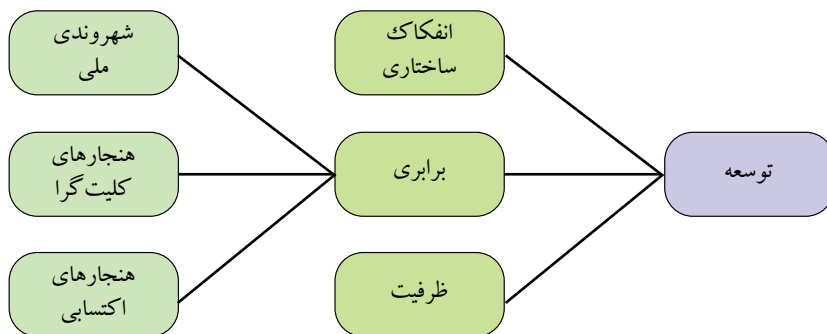 توسعه
انفکاک
ساختاری
برابری
ظرفیت
شهروندی
ملی
هنجارهای
کلیت‌گرا
هنجارهای
اکتسابی